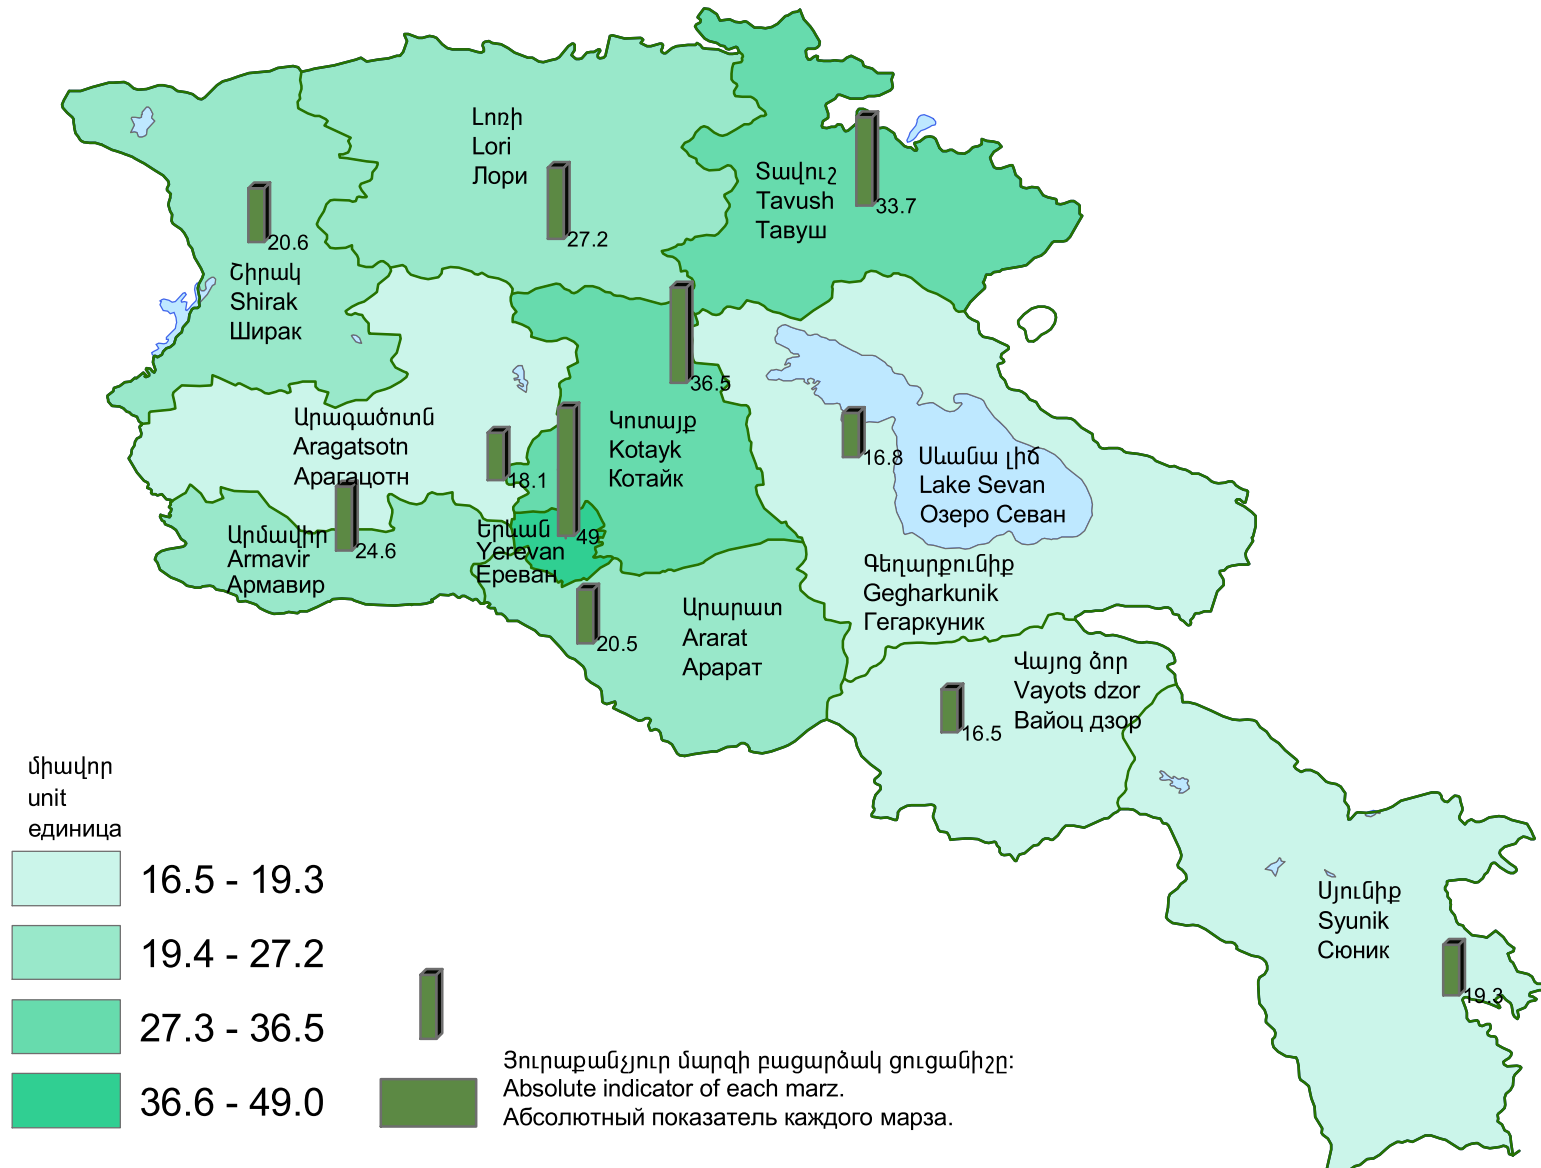 Լոռի
Lori
Лори
27.2
Տավուշ
Tavush
Тавуш
33.7
20.6
Շիրակ
Shirak
Ширак
36.5
Կոտայք
Kotayk
Котайк
Արագածոտն
Aragatsotn
Арагацотн
18.1
16.8
Սևանա լիճ
Lake Sevan
Озеро Севан
Արմավիր
Armavir
Армавир
24.6
Երևան
Yerevan
Ереван
49
Գեղարքունիք
Gegharkunik
Гегаркуник
Արարատ
Ararat
Арарат
20.5
Վայոց ձոր
Vayots dzor
Вайоц дзор
16.5
Սյունիք
Syunik
Сюник
19.3
միավոր
unit
единица
16.5 - 19.3
19.4 - 27.2
27.3 - 36.5
36.6 - 49.0
Յուրաքանչյուր մարզի բացարձակ ցուցանիշը:
Absolute indicator of each marz.
Абсолютный показатель каждого марза.